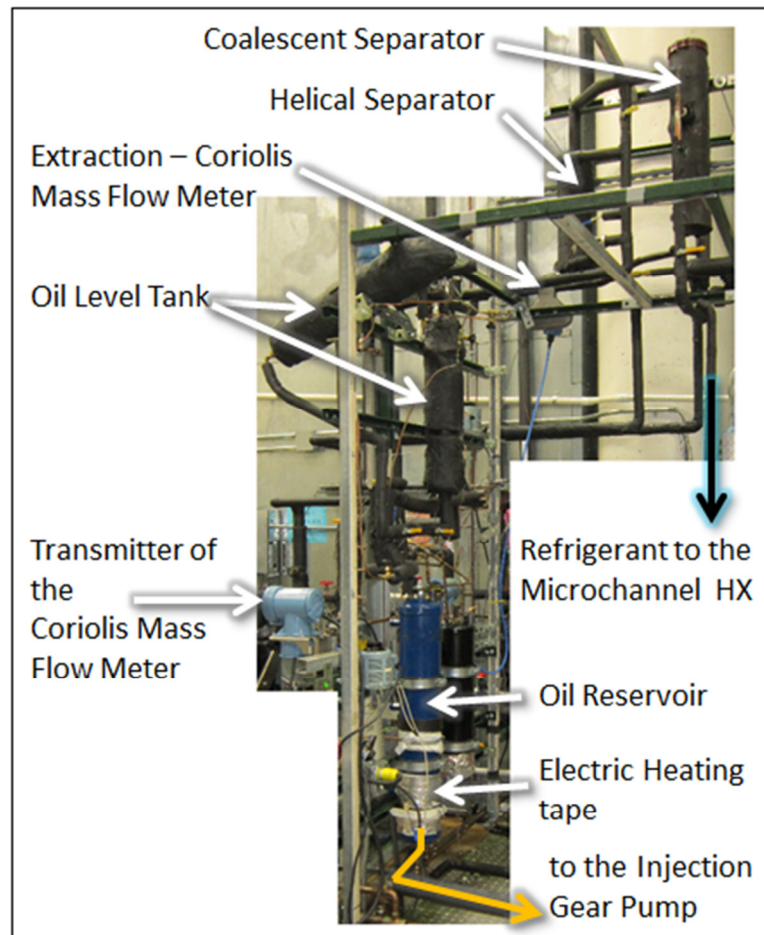 Coalescent Separator
Helical Separator
Extraction – Coriolis
Mass Flow Meter
Oil Level Tank
Transmitter of
the
Coriolis Mass
Flow Meter
Refrigerant to the
Microchannel HX
Oil Reservoir
Electric Heating
tape
to the Injection
Gear Pump